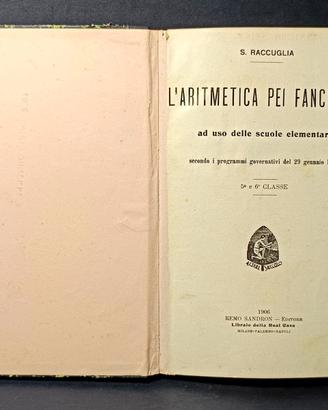 S. RACCUGLIA
L'ARITMETICA PEI FANC
ad uso delle scuole elementar
secondo i programmi governativi del 29 gennaio
5ª e 6ª CLASSE
1906
REMO SANDRON — EDITORE
Libraio della Real Casa
MILANO-PALERMO-NAPOLI